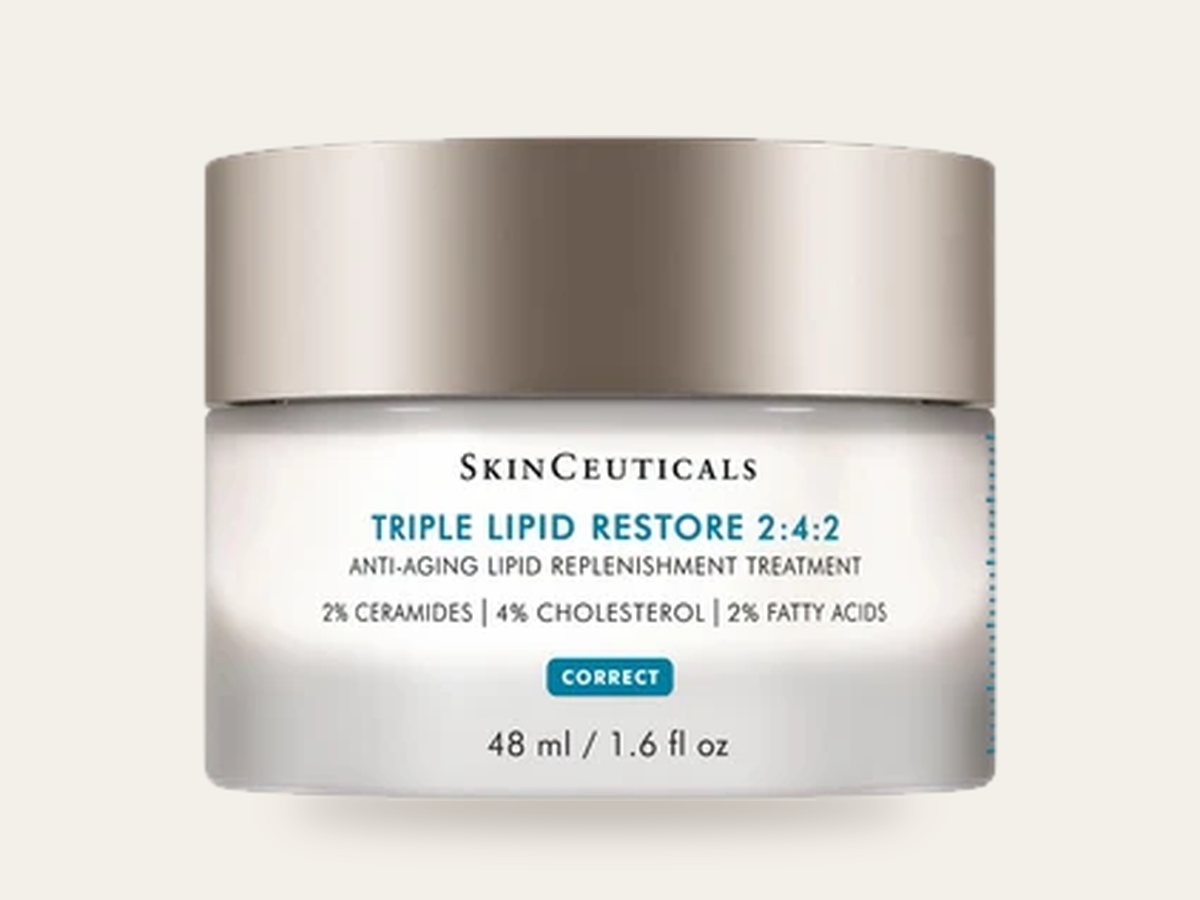 SKINCEUTICALS
TRIPLE LIPID RESTORE 2:4:2
ANTI-AGING LIPID REPLENISHMENT TREATMENT
2% CERAMIDES | 4% CHOLESTEROL | 2% FATTY ACIDS
CORRECT
48 ml / 1.6 fl oz